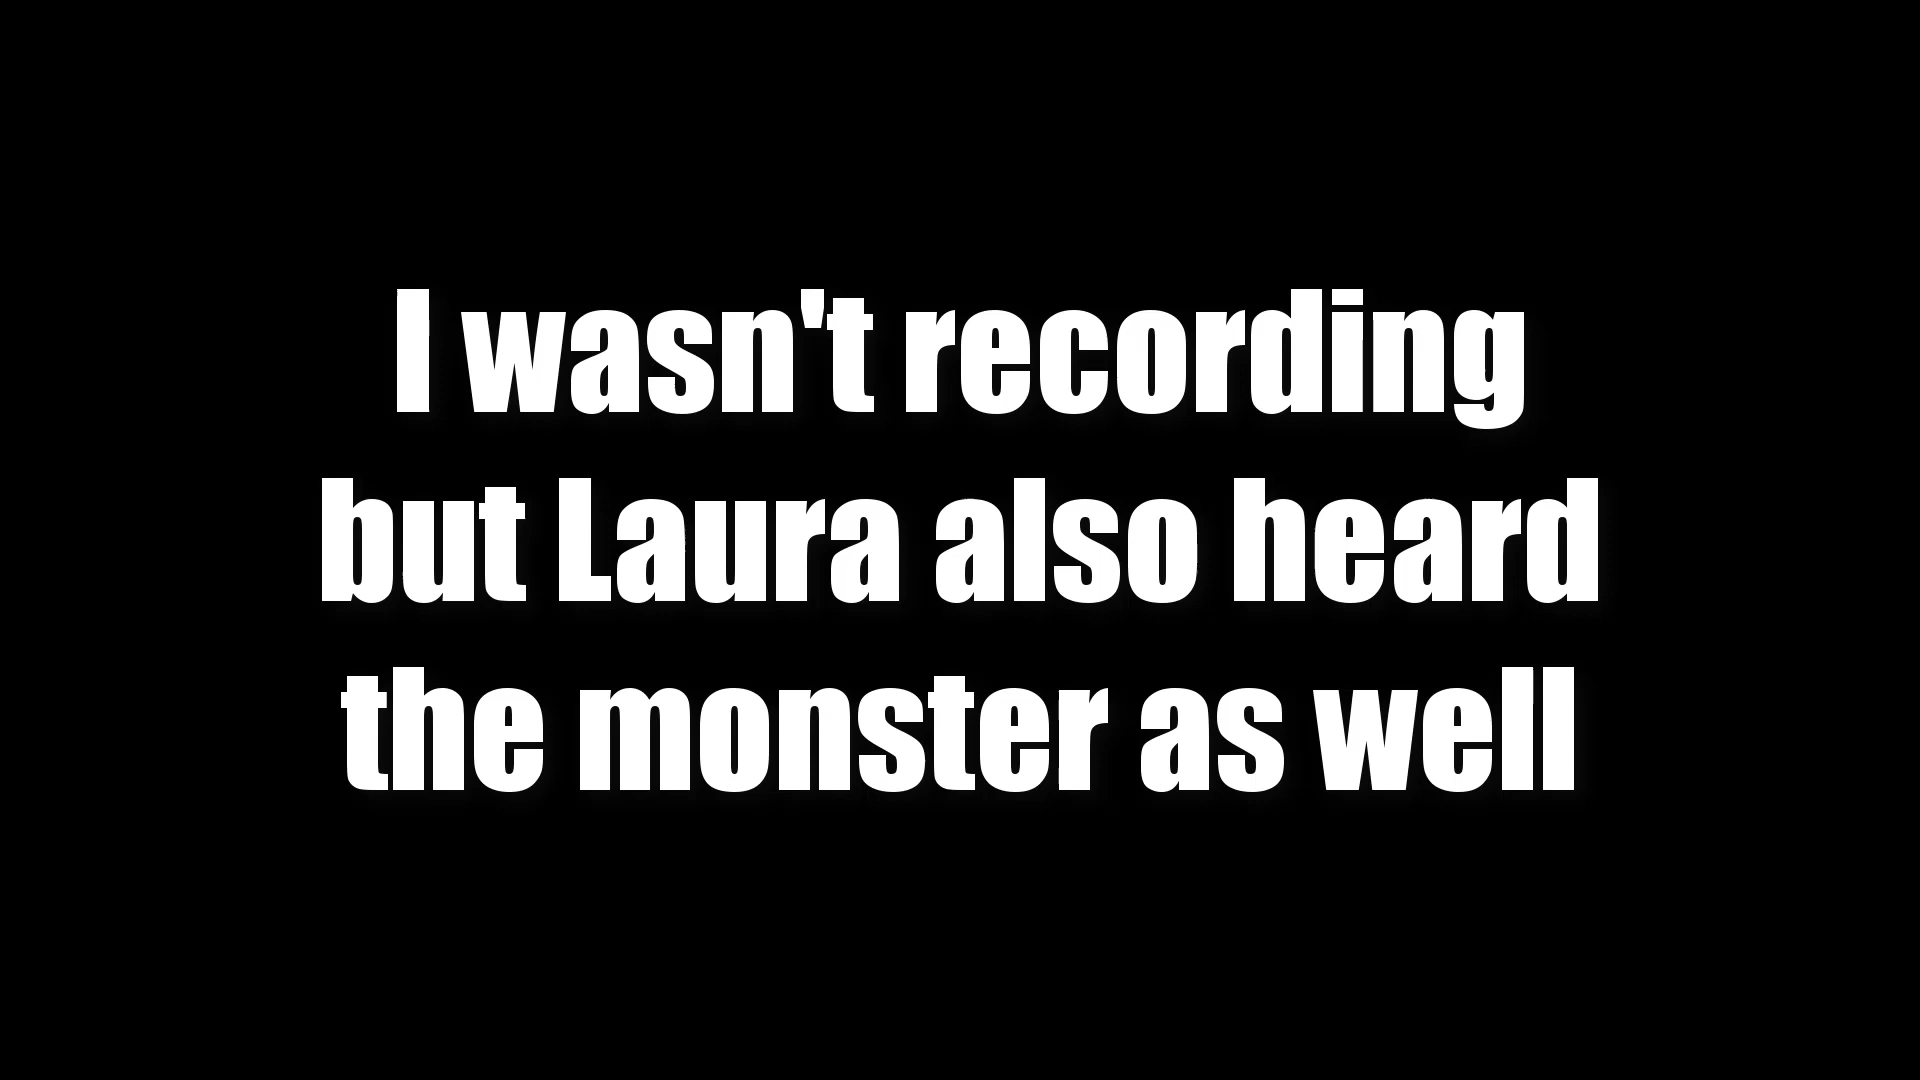 I wasn't recording
but Laura also heard
the monster as well